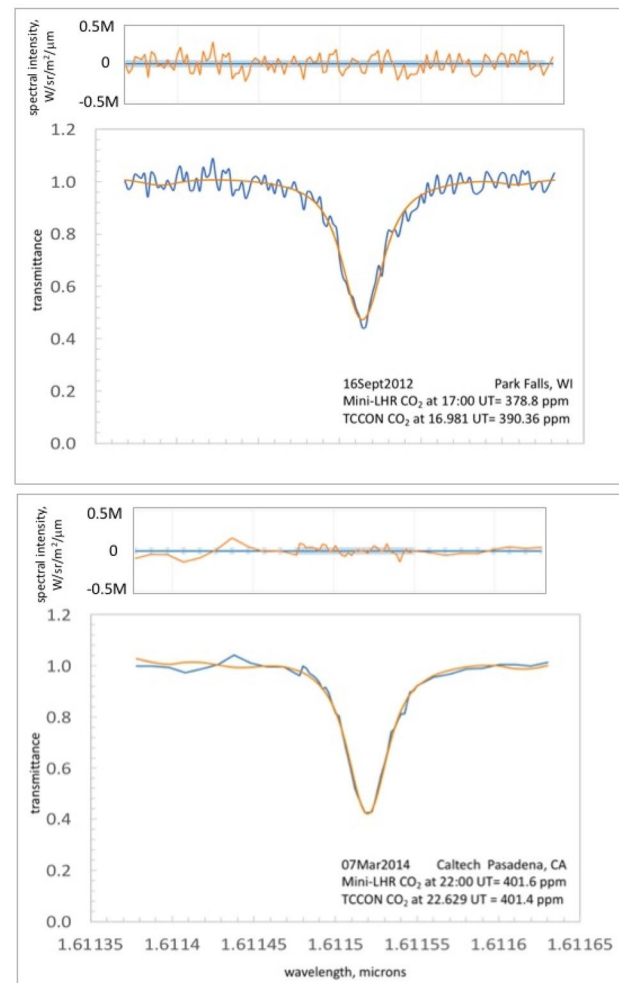 spectral intensity,
W/sr/m²/µm
0.5M
0
-0.5M
transmittance
1.2
1.0
0.8
0.6
0.4
0.2
0.0
16Sept2012 Park Falls, WI
Mini-LHR CO₂ at 17:00 UT= 378.8 ppm
TCCON CO₂ at 16.981 UT= 390.36 ppm
spectral intensity,
W/sr/m²/µm
0.5M
0
-0.5M
transmittance
1.2
1.0
0.8
0.6
0.4
0.2
0.0
07Mar2014 Caltech Pasadena, CA
Mini-LHR CO₂ at 22:00 UT= 401.6 ppm
TCCON CO₂ at 22.629 UT = 401.4 ppm
1.61135 1.6114 1.611445 1.6115 1.61155 1.6116 1.61165
wavelength, microns